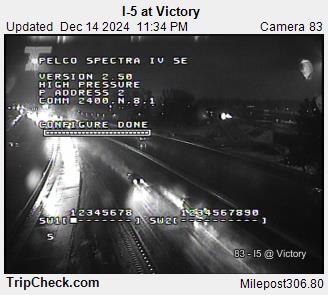 I-5 at Victory
Updated Dec 14 2024 11:34 PM Camera 83
PELCO SPECTRA IV SE
VERSION 2.50
HIGH PRESSURE
P ADDRESS 2
COMM 2400,N,8,1
CONFIGURE DONE
12345678 1234567890
SW1[ ] SW2[ ]
S
83 - I5 @ Victory
TripCheck.com Milepost306.80